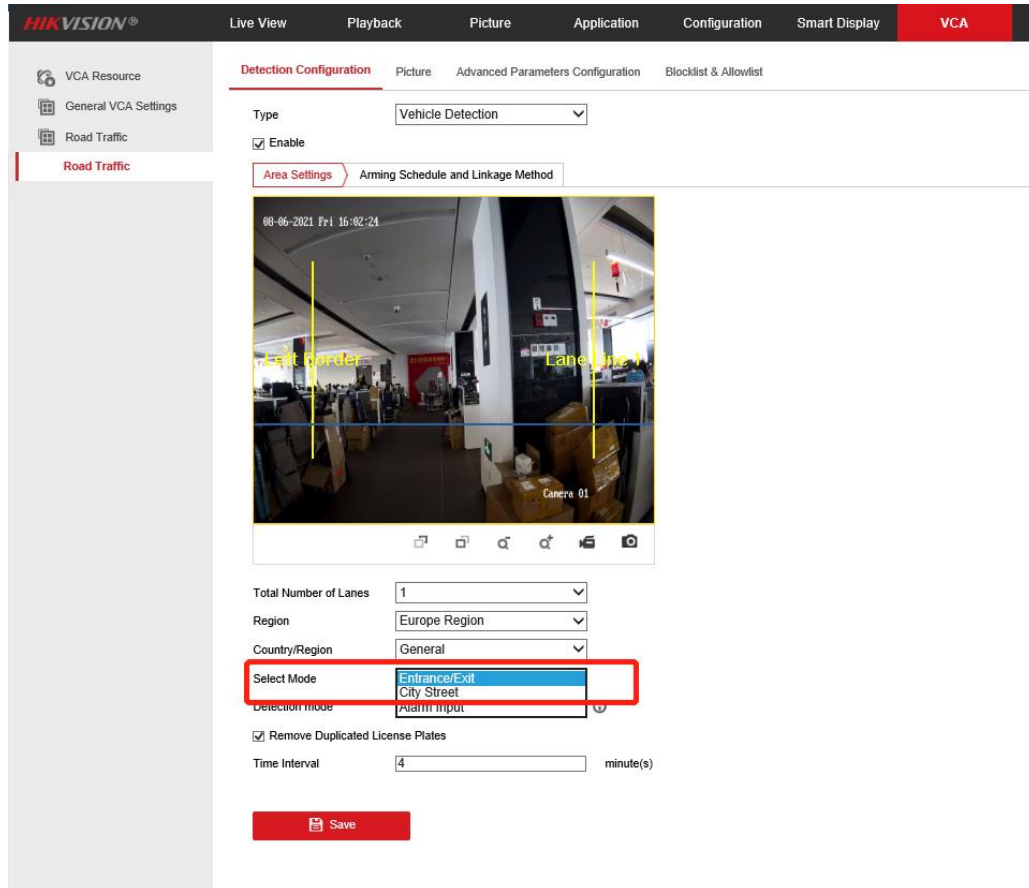 HIKVISION® Live View Playback Picture Application Configuration Smart Display VCA
VCA Resource
General VCA Settings
Road Traffic
Road Traffic
Detection Configuration Picture Advanced Parameters Configuration Blocklist & Allowlist
Type Vehicle Detection
Enable
Area Settings Arming Schedule and Linkage Method
08-06-2021 Fri 16:02:24
Left Border Lane Line 1
Camera 01
Total Number of Lanes 1
Region Europe Region
Country/Region General
Select Mode Entrance/Exit
City Street
Detection mode Alarm Input
Remove Duplicated License Plates
Time Interval 4 minute(s)
Save